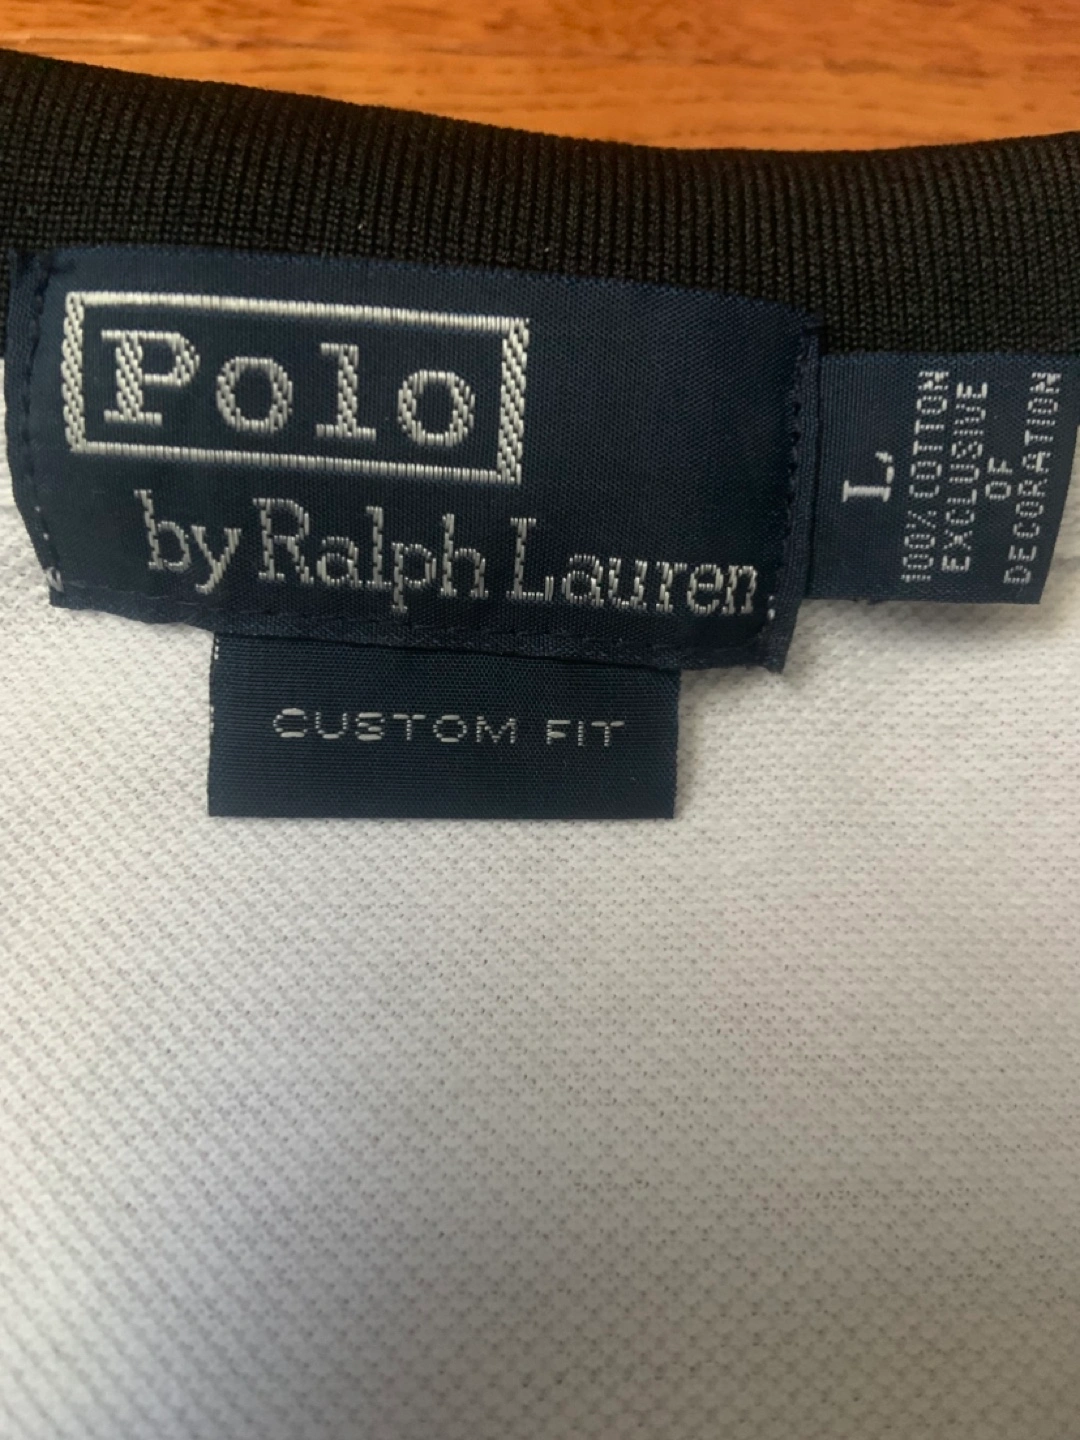 Polo
by Ralph Lauren
CUSTOM FIT
L
100% COTTON
EXCLUSIVE
OF
DECORATION